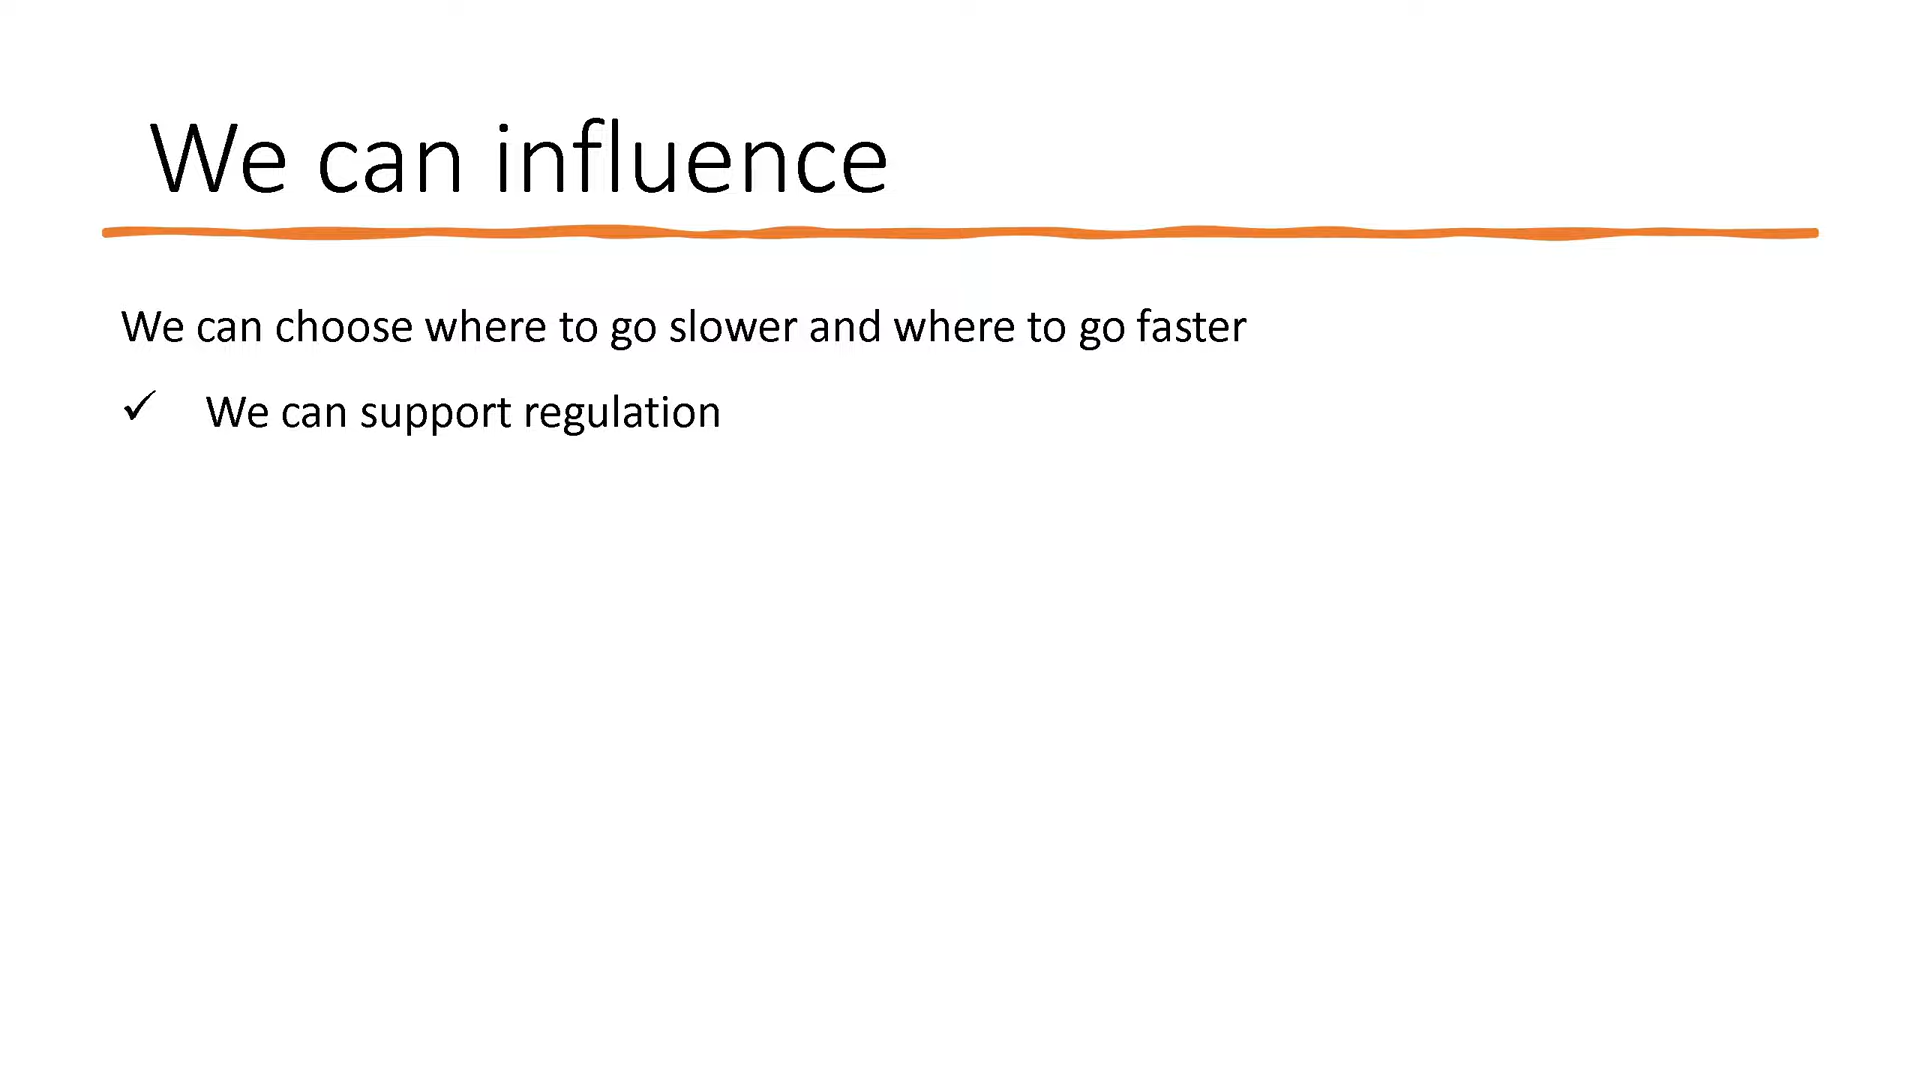 We can influence
We can choose where to go slower and where to go faster
✓ We can support regulation